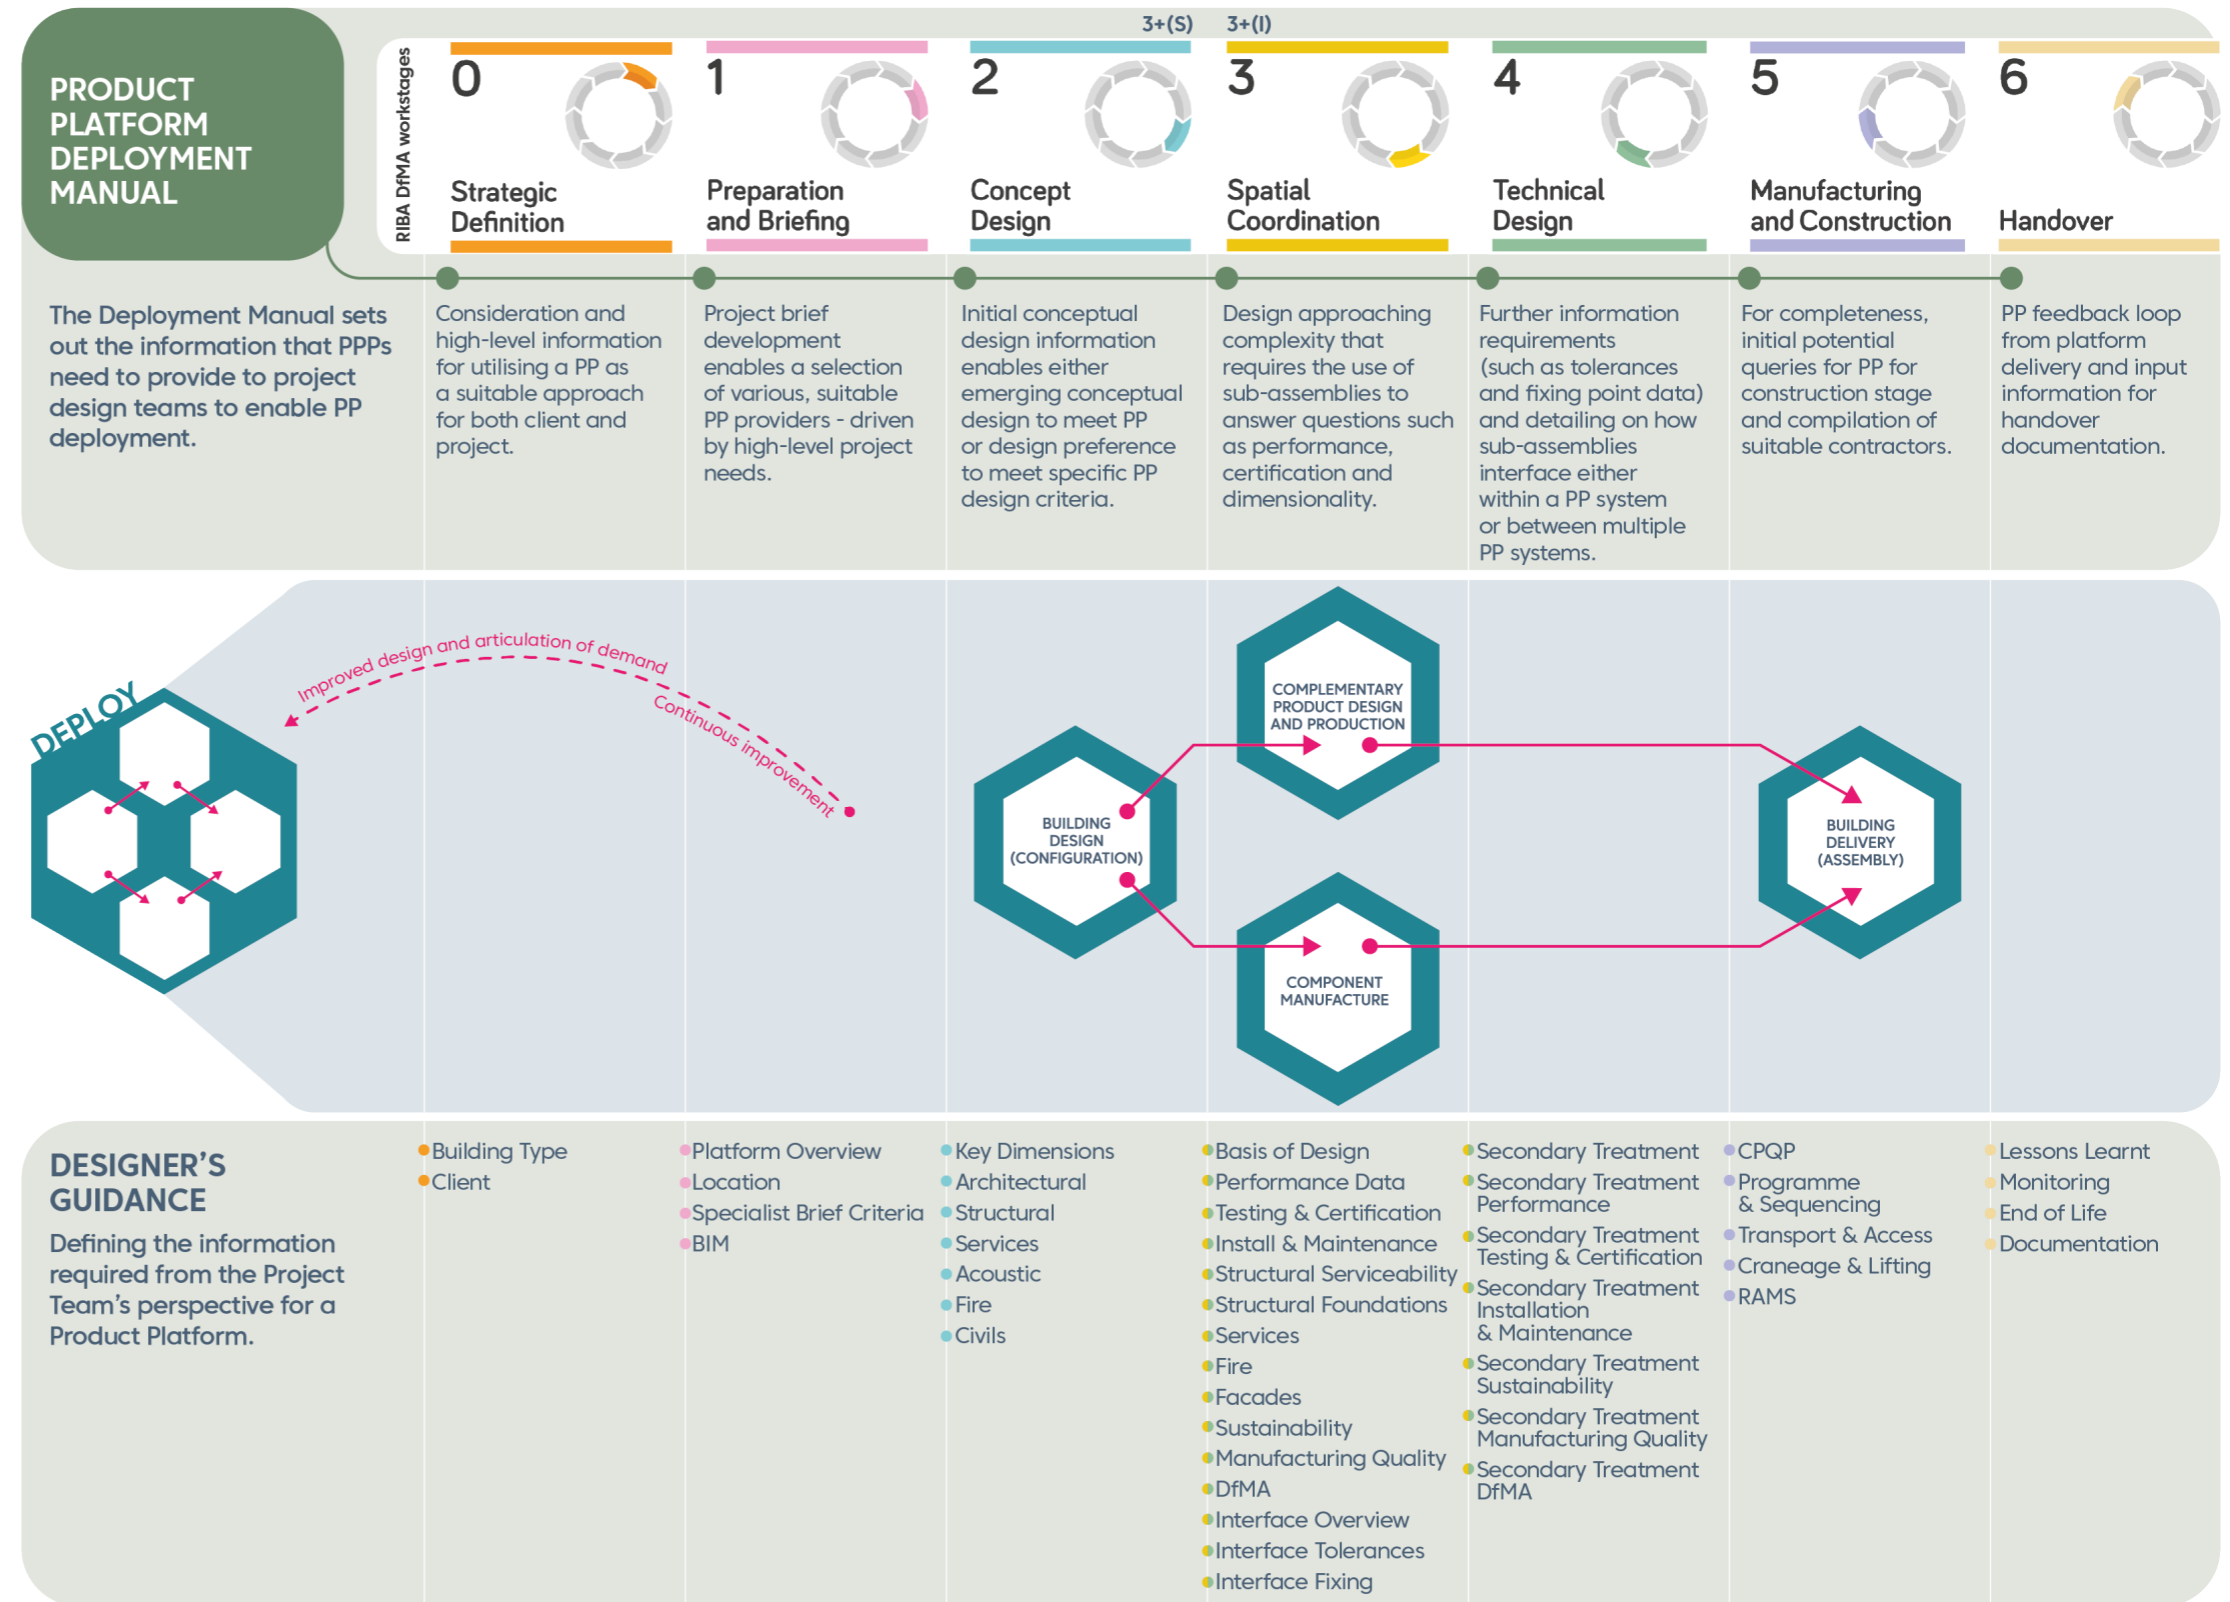 PRODUCT
PLATFORM
DEPLOYMENT
MANUAL
3+(S)
3+(I)
RIBA DfMA workstages
0
Strategic
Definition
1
Preparation
and Briefing
2
Concept
Design
3
Spatial
Coordination
4
Technical
Design
5
Manufacturing
and Construction
6
Handover
The Deployment Manual sets
out the information that PPPs
need to provide to project
design teams to enable PP
deployment.
Consideration and
high-level information
for utilising a PP as
a suitable approach
for both client and
project.
Project brief
development
enables a selection
of various, suitable
PP providers - driven
by high-level project
needs.
Initial conceptual
design information
enables either
emerging conceptual
design to meet PP
or design preference
to meet specific PP
design criteria.
Design approaching
complexity that
requires the use of
sub-assemblies to
answer questions such
as performance,
certification and
dimensionality.
Further information
requirements
(such as tolerances
and fixing point data)
and detailing on how
sub-assemblies
interface either
within a PP system
or between multiple
PP systems.
For completeness,
initial potential
queries for PP for
construction stage
and compilation of
suitable contractors.
PP feedback loop
from platform
delivery and input
information for
handover
documentation.
DEPLOY
Improved design and articulation of demand
Continuous improvement
BUILDING
DESIGN
(CONFIGURATION)
COMPLEMENTARY
PRODUCT DESIGN
AND PRODUCTION
COMPONENT
MANUFACTURE
BUILDING
DELIVERY
(ASSEMBLY)
DESIGNER'S
GUIDANCE
Defining the information
required from the Project
Team's perspective for a
Product Platform.
Building Type
Client
Platform Overview
Location
Specialist Brief Criteria
BIM
Key Dimensions
Architectural
Structural
Services
Acoustic
Fire
Civils
Basis of Design
Performance Data
Testing & Certification
Install & Maintenance
Structural Serviceability
Structural Foundations
Services
Fire
Facades
Sustainability
Manufacturing Quality
DfMA
Interface Overview
Interface Tolerances
Interface Fixing
Secondary Treatment
Secondary Treatment
Performance
Secondary Treatment
Testing & Certification
Secondary Treatment
Installation
& Maintenance
Secondary Treatment
Sustainability
Secondary Treatment
Manufacturing Quality
Secondary Treatment
DfMA
CPQP
Programme
& Sequencing
Transport & Access
Craneage & Lifting
RAMS
Lessons Learnt
Monitoring
End of Life
Documentation